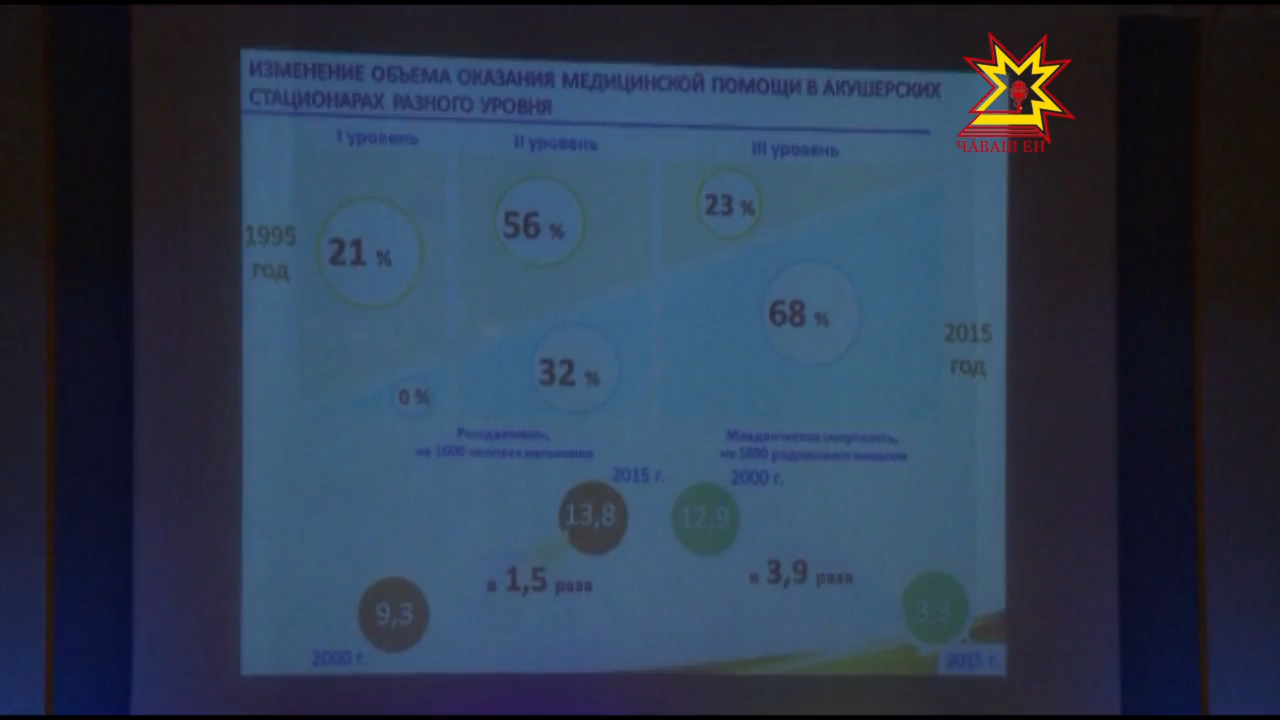 ИЗМЕНЕНИЕ ОБЪЕМА ОКАЗАНИЯ МЕДИЦИНСКОЙ ПОМОЩИ В АКУШЕРСКИХ
СТАЦИОНАРАХ РАЗНОГО УРОВНЯ
ЧӐВАШ ЕН
I уровень
II уровень
III уровень
1995
год
21 %
56 %
23 %
0 %
32 %
68 %
2015
год
Рождаемость,
на 1000 человек населения
Младенческая смертность,
на 1000 родившихся живыми
2015 г.
2000 г.
13,8
12,9
в 1,5 раза
в 3,9 раза
9,3
3,3
2000 г.
2015 г.